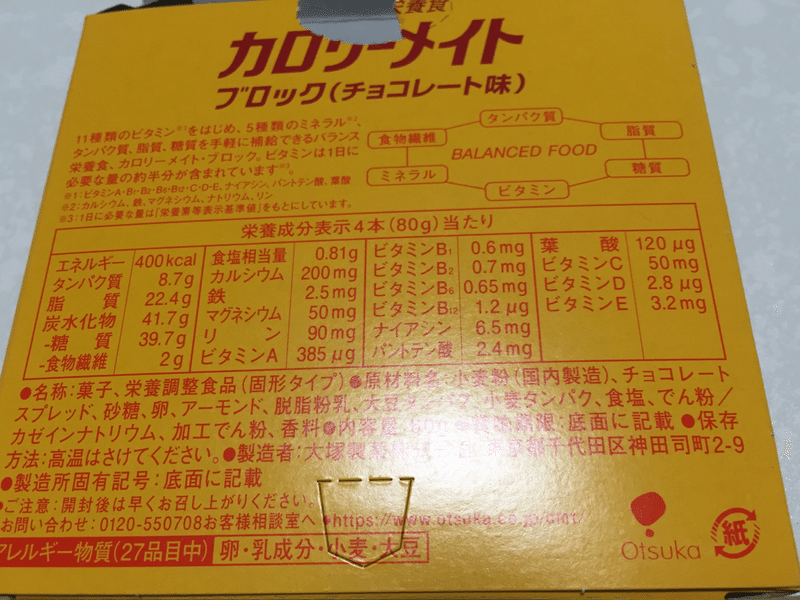 栄養食
カロリーメイト
ブロック(チョコレート味)
11種類のビタミン※1をはじめ、5種類のミネラル※2、
タンパク質、脂質、糖質を手軽に補給できるバランス
栄養食、カロリーメイト・ブロック。ビタミンは1日に
必要な量の約半分が含まれています※3。
※1:ビタミンA・B1・B2・B6・B12・C・D・E、ナイアシン、パントテン酸、葉酸
※2:カルシウム、鉄、マグネシウム、ナトリウム、リン
※3:1日に必要な量は「栄養素等表示基準値」をもとにしています。
タンパク質
食物繊維
脂質
BALANCED FOOD
ミネラル
糖質
ビタミン
栄養成分表示4本(80g)当たり
エネルギー 400kcal 食塩相当量 0.81g ビタミンB1 0.6mg 葉酸 120μg
タンパク質 8.7g カルシウム 200mg ビタミンB2 0.7mg ビタミンC 50mg
脂質 22.4g 鉄 2.5mg ビタミンB6 0.65mg ビタミンD 2.8μg
炭水化物 41.7g マグネシウム 50mg ビタミンB12 1.2μg ビタミンE 3.2mg
-糖質 39.7g リン 90mg ナイアシン 6.5mg
-食物繊維 2g ビタミンA 385μg パントテン酸 2.4mg
●名称:菓子、栄養調整食品(固形タイプ)●原材料名:小麦粉(国内製造)、チョコレート
スプレッド、砂糖、卵、アーモンド、脱脂粉乳、大豆タンパク、小麦タンパク、食塩、でん粉/
カゼインナトリウム、加工でん粉、香料●内容量:80g●賞味期限:底面に記載●保存
方法:高温はさけてください。●製造者:大塚製薬株式会社 東京都千代田区神田司町2-9
●製造所固有記号:底面に記載
●ご注意:開封後は早くお召し上がりください。
お問い合わせ:0120-550708お客様相談室へ ●https://www.otsuka.co.jp/cmt/
アレルギー物質(27品目中) 卵・乳成分・小麦・大豆
Otsuka
紙